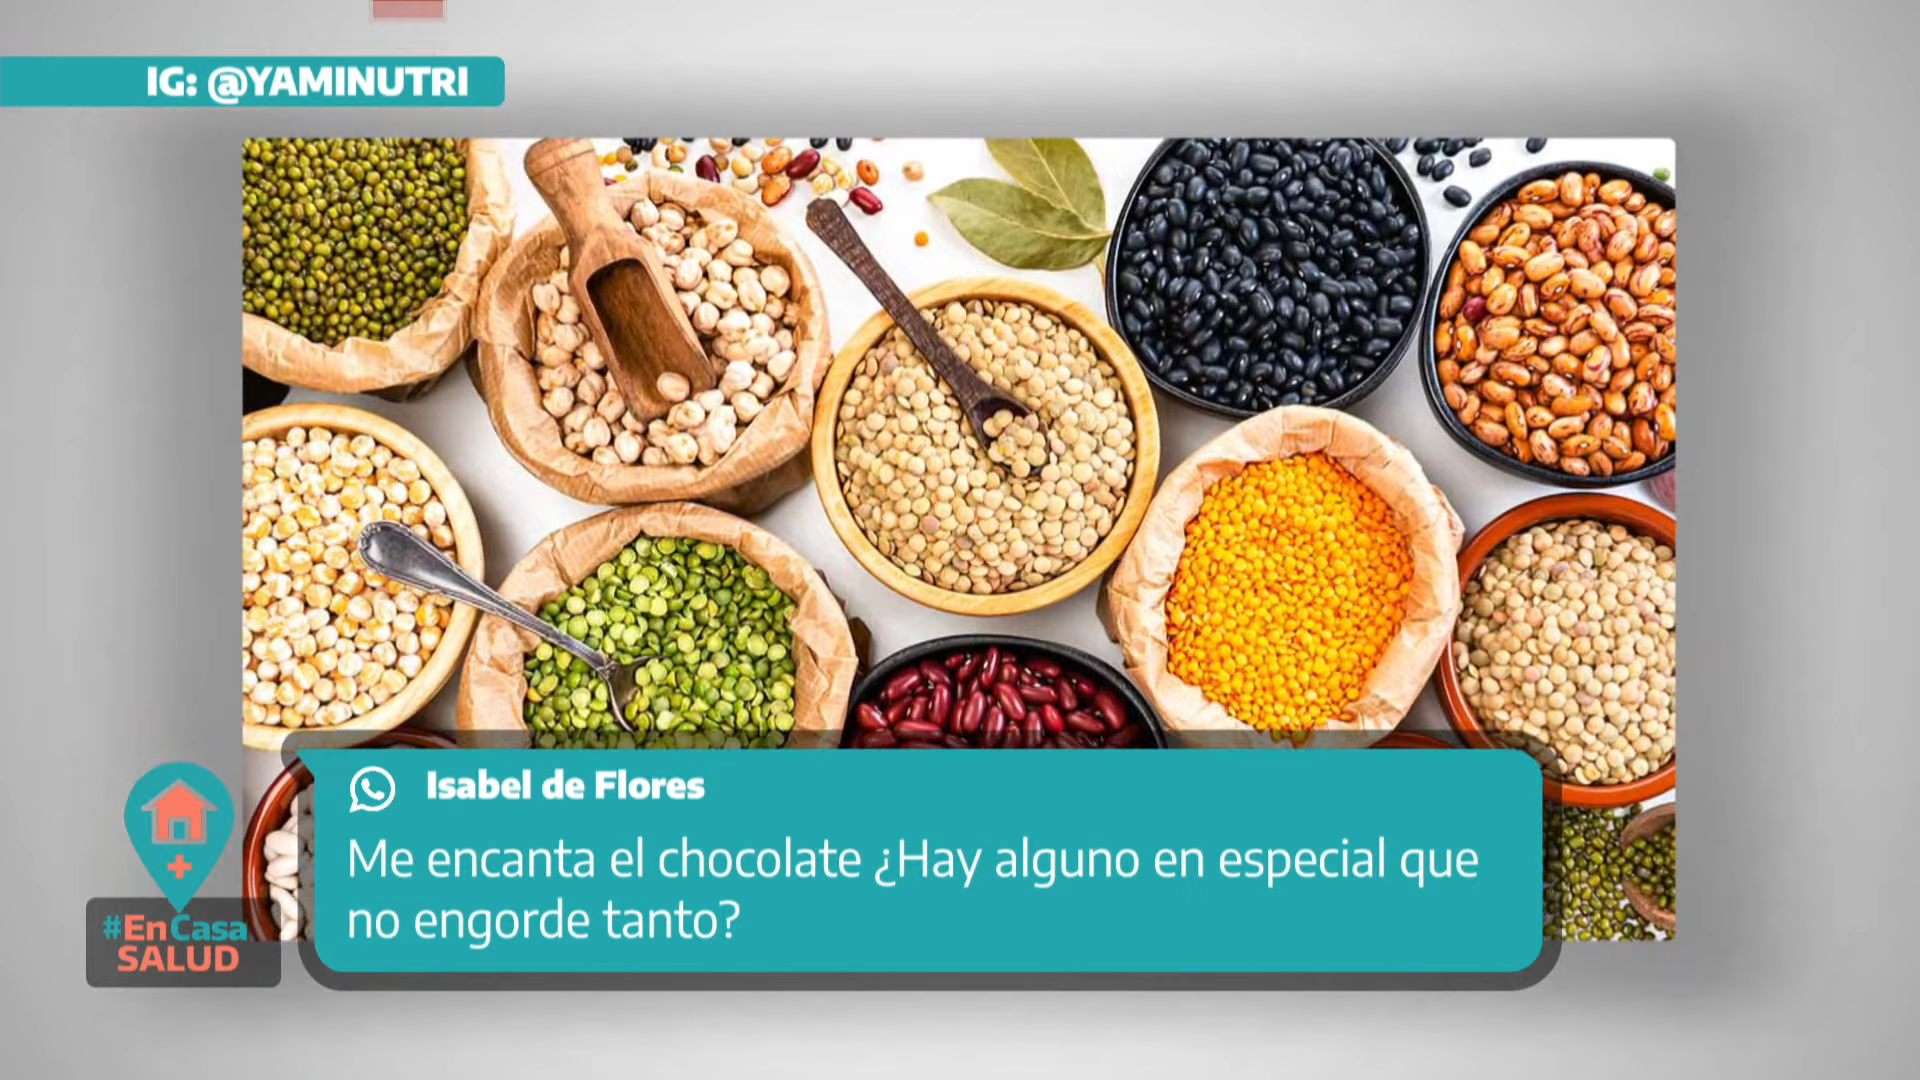 IG: @YAMINUTRI
Isabel de Flores
Me encanta el chocolate ¿Hay alguno en especial que
no engorde tanto?
#EnCasa
SALUD